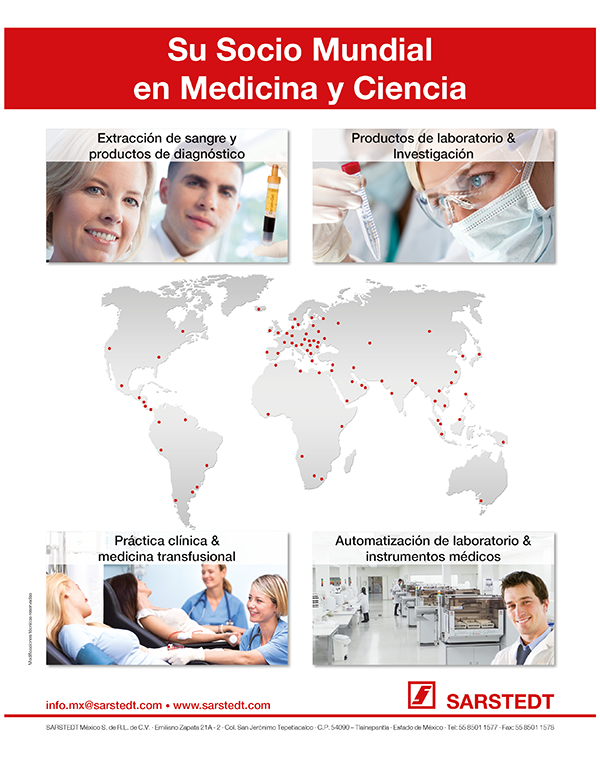 Su Socio Mundial
en Medicina y Ciencia
Extracción de sangre y
productos de diagnóstico
Productos de laboratorio &
Investigación
Práctica clínica &
medicina transfusional
Automatización de laboratorio &
instrumentos médicos
Modificaciones técnicas reservadas
info.mx@sarstedt.com • www.sarstedt.com
SARSTEDT
SARSTEDT México S. de R.L. de C.V. · Emiliano Zapata 21A - 2 · Col. San Jerónimo Tepetlacalco · C.P. 54090 – Tlalnepantla · Estado de México · Tel: 55 8501 1577 · Fax: 55 8501 1578